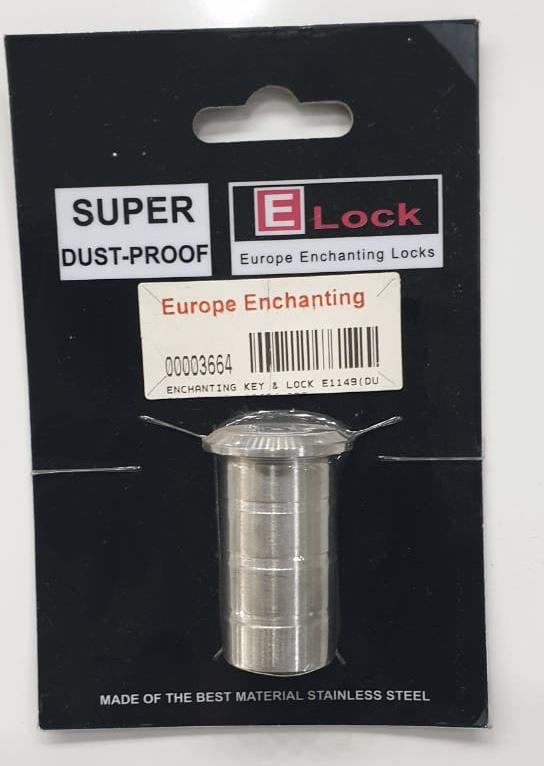 SUPER
DUST-PROOF
E Lock
Europe Enchanting Locks
Europe Enchanting
00003664
ENCHANTING KEY & LOCK E1149(DU
MADE OF THE BEST MATERIAL STAINLESS STEEL